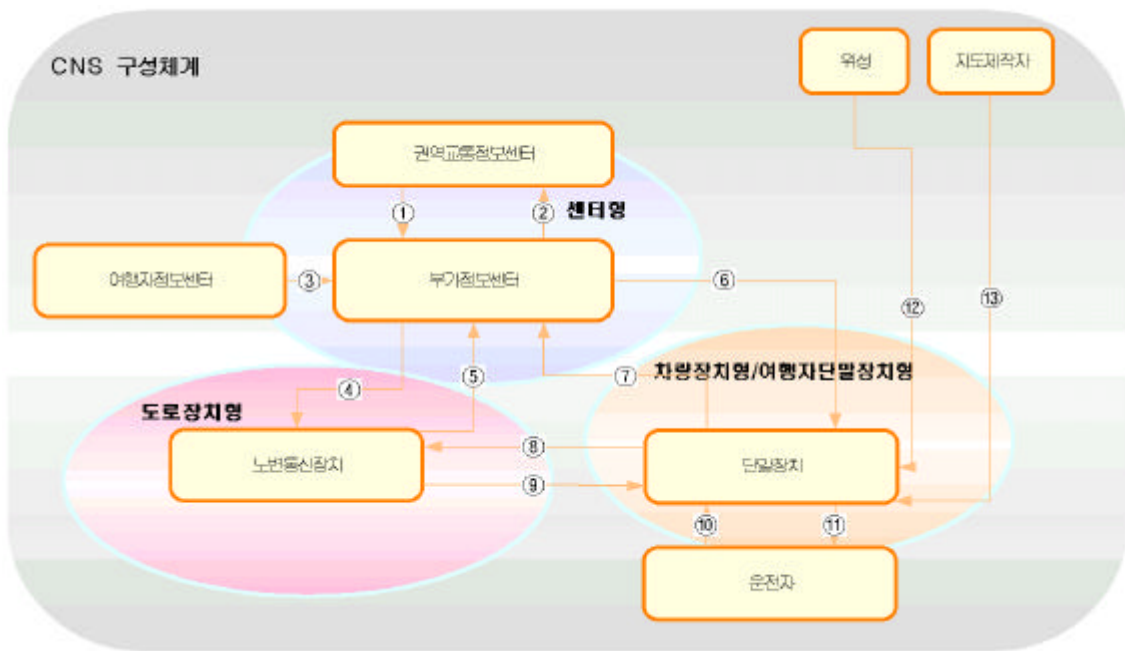 CNS 구성체계
위성
지도제작자
권역교통정보센터
①
②
센터형
여행자정보센터
③
부가정보센터
⑥
⑫
⑬
④
⑤
⑦
차량장치형/여행자단말장치형
도로장치형
노변통신장치
⑧
단말장치
⑨
⑩
⑪
운전자